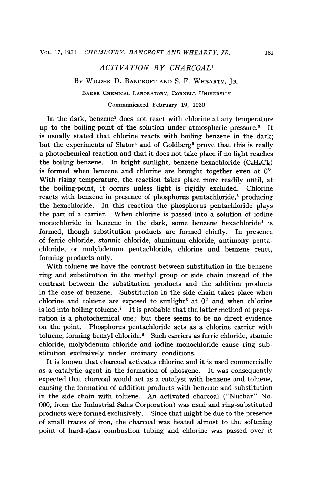 VOL. 17, 1931 CHEMISTRY: BANCROFT AND WHEARTY, JR. 183
ACTIVATION BY CHARCOAL¹
BY WILDER D. BANCROFT AND S. F. WHEARTY, JR.
BAKER CHEMICAL LABORATORY, CORNELL UNIVERSITY
Communicated February 19, 1930
In the dark, benzene² does not react with chlorine at any temperature
up to the boiling-point of the solution under atmospheric pressure.³ It
is usually stated that chlorine reacts with boiling benzene in the dark;
but the experiments of Slator⁴ and of Goldberg⁵ prove that this is really
a photochemical reaction and that it does not take place if no light reaches
the boiling benzene. In bright sunlight, benzene hexachloride (C₆H₆Cl₆)
is formed when benzene and chlorine are brought together even at 0°.
With rising temperature, the reaction takes place more readily until, at
the boiling-point, it occurs unless light is rigidly excluded. Chlorine
reacts with benzene in presence of phosphorus pentachloride, producing
the hexachloride. In this reaction the phosphorus pentachloride plays
the part of a carrier. When chlorine is passed into a solution of iodine
monochloride in benzene in the dark, some benzene hexachloride is
formed, though substitution products are formed chiefly. In presence
of ferric chloride, stannic chloride, aluminum chloride, antimony penta-
chloride, or molybdenum pentachloride, chlorine and benzene react,
forming products only.
With toluene we have the contrast between substitution in the benzene
ring and substitution in the methyl group or side chain instead of the
contrast between the substitution products and the addition products
in the case of benzene. Substitution in the side chain takes place when
chlorine and toluene are exposed to sunlight at 0° and when chlorine
is led into boiling toluene. It is probable that the latter method of prepa-
ration is a photochemical one; but there seems to be no direct evidence
on the point. Phosphorus pentachloride acts as a chlorine carrier with
toluene, forming benzyl chloride. Such carriers as ferric chloride, stannic
chloride, molybdenum chloride and iodine monochloride cause ring sub-
stitution exclusively under ordinary conditions.
It is known that charcoal activates chlorine and it is used commercially
as a catalytic agent in the formation of phosgene. It was consequently
expected that charcoal would act as a catalyst with benzene and toluene,
causing the formation of addition products with benzene and substitution
in the side chain with toluene. An activated charcoal ("Nuchar" No.
000, from the Industrial Sales Corporation) was used and ring-substituted
products were formed exclusively. Since that might be due to the presence
of small traces of iron, the charcoal was heated almost to the softening
point of hard-glass combustion tubing and chlorine was passed over it